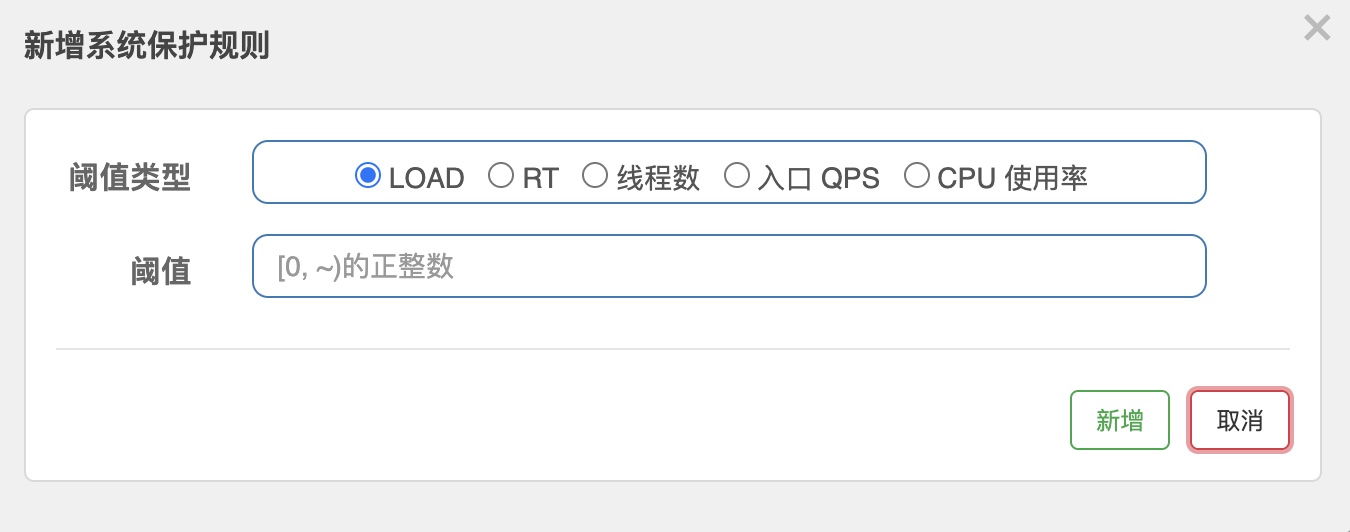 新增系统保护规则
阈值类型 LOAD RT 线程数 入口 QPS CPU 使用率
阈值 [0, ~)的正整数
新增 取消